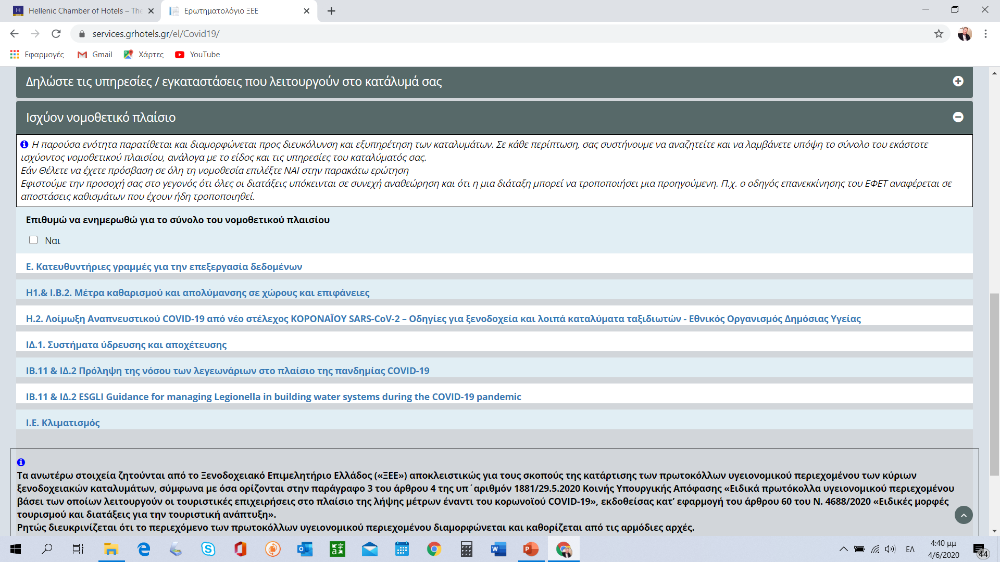 Hellenic Chamber of Hotels – The
Ερωτηματολόγιο ΞΕΕ
services.grhotels.gr/el/Covid19/
Εφαρμογές
Gmail
Χάρτες
YouTube
Δηλώστε τις υπηρεσίες / εγκαταστάσεις που λειτουργούν στο κατάλυμά σας
Ισχύον νομοθετικό πλαίσιο
Η παρούσα ενότητα παρατίθεται και διαμορφώνεται προς διευκόλυνση και εξυπηρέτηση των καταλυμάτων. Σε κάθε περίπτωση, σας συστήνουμε να αναζητείτε και να λαμβάνετε υπόψη το σύνολο του εκάστοτε
ισχύοντος νομοθετικού πλαισίου, ανάλογα με το είδος και τις υπηρεσίες του καταλύματός σας.
Εάν Θέλετε να έχετε πρόσβαση σε όλη τη νομοθεσία επιλέξτε ΝΑΙ στην παρακάτω ερώτηση
Εφιστούμε την προσοχή σας στο γεγονός ότι όλες οι διατάξεις υπόκεινται σε συνεχή αναθεώρηση και ότι η μια διάταξη μπορεί να τροποποιήσει μια προηγούμενη. Π.χ. ο οδηγός επανεκκίνησης του ΕΦΕΤ αναφέρεται σε
αποστάσεις καθισμάτων που έχουν ήδη τροποποιηθεί.
Επιθυμώ να ενημερωθώ για το σύνολο του νομοθετικού πλαισίου
Ναι
Ε. Κατευθυντήριες γραμμές για την επεξεργασία δεδομένων
Η1.& Ι.Β.2. Μέτρα καθαρισμού και απολύμανσης σε χώρους και επιφάνειες
Η.2. Λοίμωξη Αναπνευστικού COVID-19 από νέο στέλεχος ΚΟΡΟΝΑΪΟΥ SARS-CoV-2 – Οδηγίες για ξενοδοχεία και λοιπά καταλύματα ταξιδιωτών - Εθνικός Οργανισμός Δημόσιας Υγείας
ΙΔ.1. Συστήματα ύδρευσης και αποχέτευσης
ΙΒ.11 & ΙΔ.2 Πρόληψη της νόσου των λεγεωνάριων στο πλαίσιο της πανδημίας COVID-19
ΙΒ.11 & ΙΔ.2 ESGLI Guidance for managing Legionella in building water systems during the COVID-19 pandemic
Ι.Ε. Κλιματισμός
Τα ανωτέρω στοιχεία ζητούνται από το Ξενοδοχειακό Επιμελητήριο Ελλάδος («ΞΕΕ») αποκλειστικώς για τους σκοπούς της κατάρτισης των πρωτοκόλλων υγειονομικού περιεχομένου των κύριων
ξενοδοχειακών καταλυμάτων, σύμφωνα με όσα ορίζονται στην παράγραφο 3 του άρθρου 4 της υπ΄αριθμόν 1881/29.5.2020 Κοινής Υπουργικής Απόφασης «Ειδικά πρωτόκολλα υγειονομικού περιεχομένου
βάσει των οποίων λειτουργούν οι τουριστικές επιχειρήσεις στο πλαίσιο της λήψης μέτρων έναντι του κορωνοϊού COVID-19», εκδοθείσας κατ’ εφαρμογή του άρθρου 60 του Ν. 4688/2020 «Ειδικές μορφές
τουρισμού και διατάξεις για την τουριστική ανάπτυξη».
Ρητώς διευκρινίζεται ότι το περιεχόμενο των πρωτοκόλλων υγειονομικού περιεχομένου διαμορφώνεται και καθορίζεται από τις αρμόδιες αρχές.
ΕΛ
4:40 μμ
4/6/2020
44